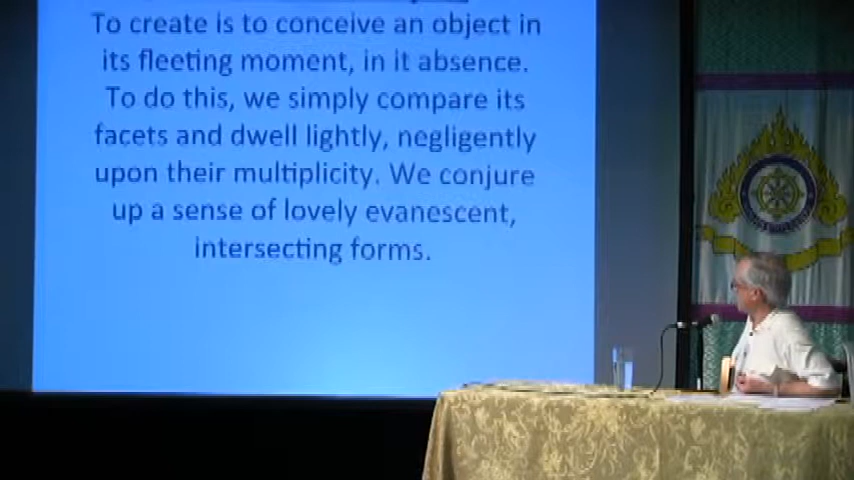 To create is to conceive an object in
its fleeting moment, in it absence.
To do this, we simply compare its
facets and dwell lightly, negligently
upon their multiplicity. We conjure
up a sense of lovely evanescent,
intersecting forms.